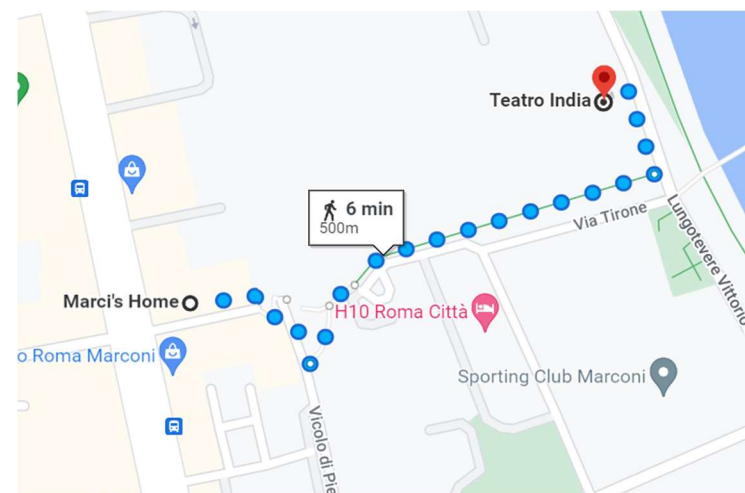 Teatro India
6 min
500m
Via Tirone
Lungotevere Vittorio
Marci's Home
H10 Roma Città
o Roma Marconi
Sporting Club Marconi
Vicolo di Pie